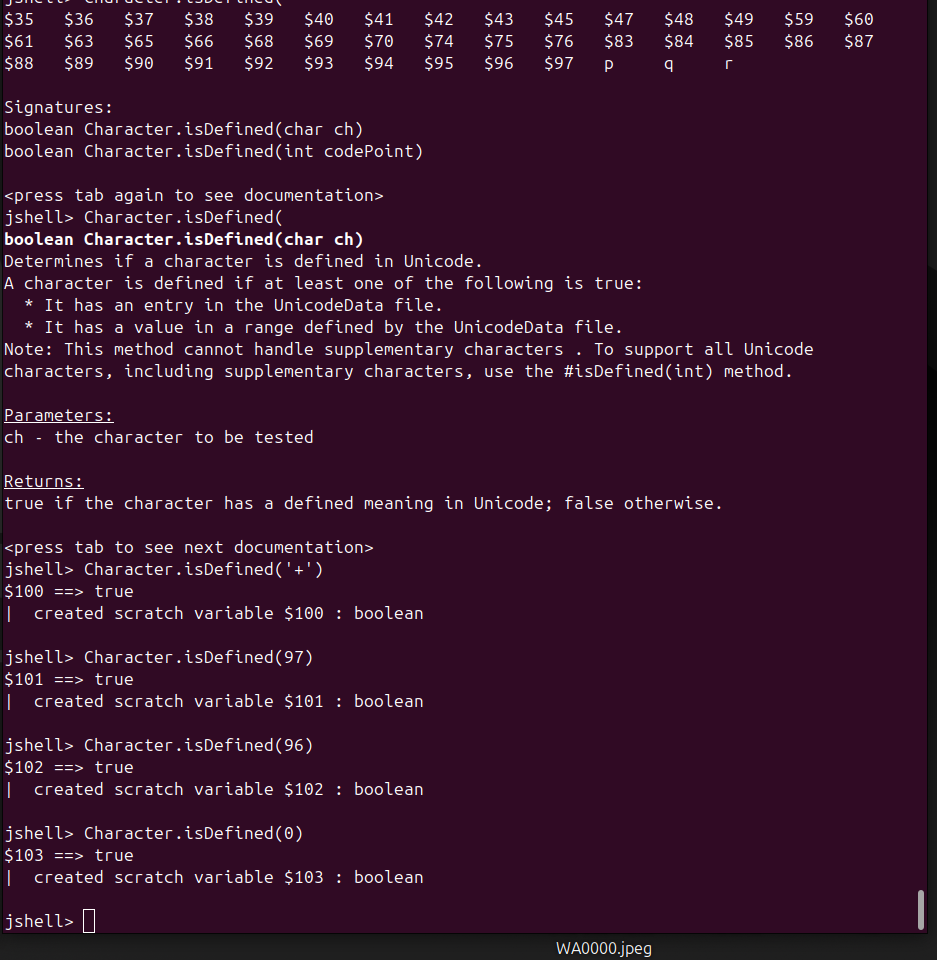 jshell> Character.isDefined(
$35 $36 $37 $38 $39 $40 $41 $42 $43 $45 $47 $48 $49 $59 $60
$61 $63 $65 $66 $68 $69 $70 $74 $75 $76 $83 $84 $85 $86 $87
$88 $89 $90 $91 $92 $93 $94 $95 $96 $97 p q r
Signatures:
boolean Character.isDefined(char ch)
boolean Character.isDefined(int codePoint)
<press tab again to see documentation>
jshell> Character.isDefined(
boolean Character.isDefined(char ch)
Determines if a character is defined in Unicode.
A character is defined if at least one of the following is true:
* It has an entry in the UnicodeData file.
* It has a value in a range defined by the UnicodeData file.
Note: This method cannot handle supplementary characters . To support all Unicode
characters, including supplementary characters, use the #isDefined(int) method.
Parameters:
ch - the character to be tested
Returns:
true if the character has a defined meaning in Unicode; false otherwise.
<press tab to see next documentation>
jshell> Character.isDefined('+')
$100 ==> true
|  created scratch variable $100 : boolean
jshell> Character.isDefined(97)
$101 ==> true
|  created scratch variable $101 : boolean
jshell> Character.isDefined(96)
$102 ==> true
|  created scratch variable $102 : boolean
jshell> Character.isDefined(0)
$103 ==> true
|  created scratch variable $103 : boolean
jshell>
WA0000.jpeg